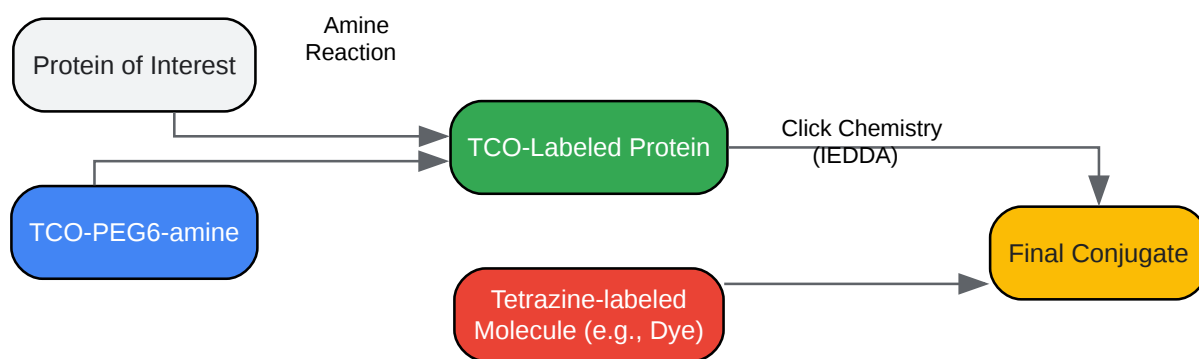 Amine
Reaction
Protein of Interest
TCO-Labeled Protein
Click Chemistry
(IEDDA)
TCO-PEG6-amine
Final Conjugate
Tetrazine-labeled
Molecule (e.g., Dye)